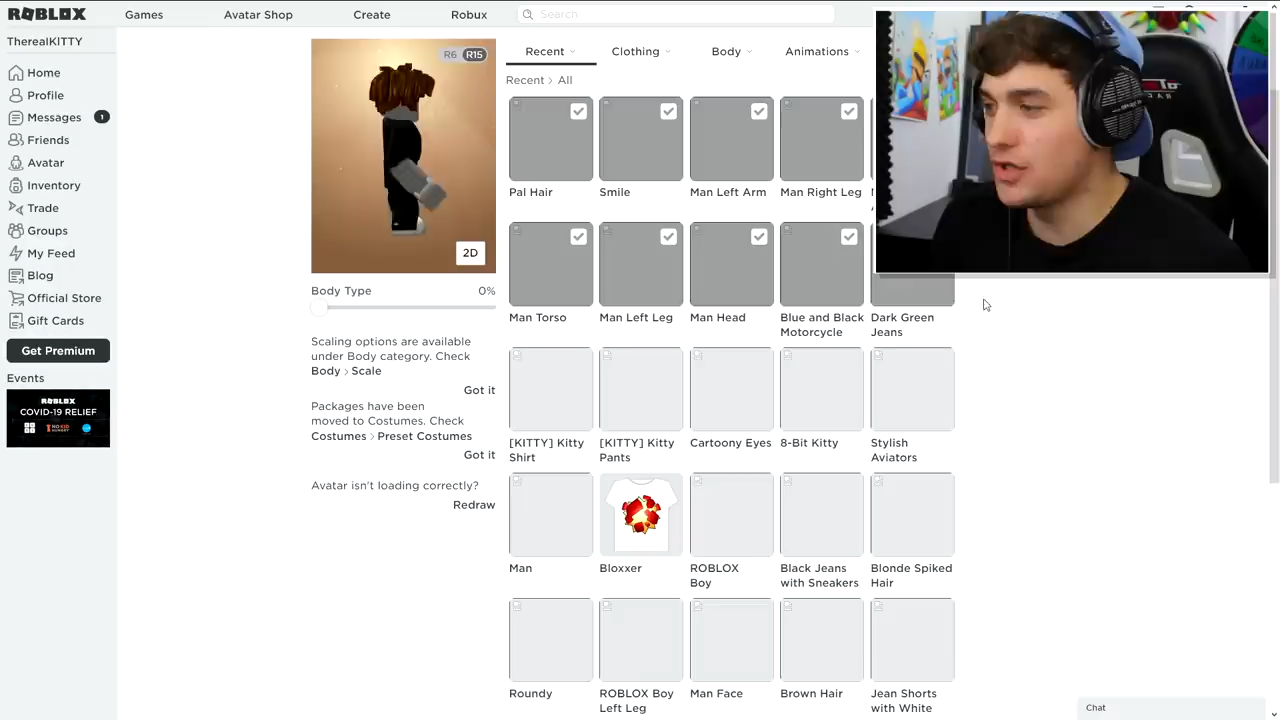 ROBLOX
Games
Avatar Shop
Create
Robux
Search
TherealKITTY
Home
Profile
Messages
1
Friends
Avatar
Inventory
Trade
Groups
My Feed
Blog
Official Store
Gift Cards
Get Premium
Events
ROBLOX
COVID-19 RELIEF
R6
R15
2D
Body Type
0%
Scaling options are available
under Body category. Check
Body > Scale
Got it
Packages have been
moved to Costumes. Check
Costumes > Preset Costumes
Got it
Avatar isn't loading correctly?
Redraw
Recent
Clothing
Body
Animations
Recent > All
Pal Hair
Smile
Man Left Arm
Man Right Leg
Man Torso
Man Left Leg
Man Head
Blue and Black
Motorcycle
Dark Green
Jeans
[KITTY] Kitty
Shirt
[KITTY] Kitty
Pants
Cartoony Eyes
8-Bit Kitty
Stylish
Aviators
Man
Bloxxer
ROBLOX
Boy
Black Jeans
with Sneakers
Blonde Spiked
Hair
Roundy
ROBLOX Boy
Left Leg
Man Face
Brown Hair
Jean Shorts
with White
Chat